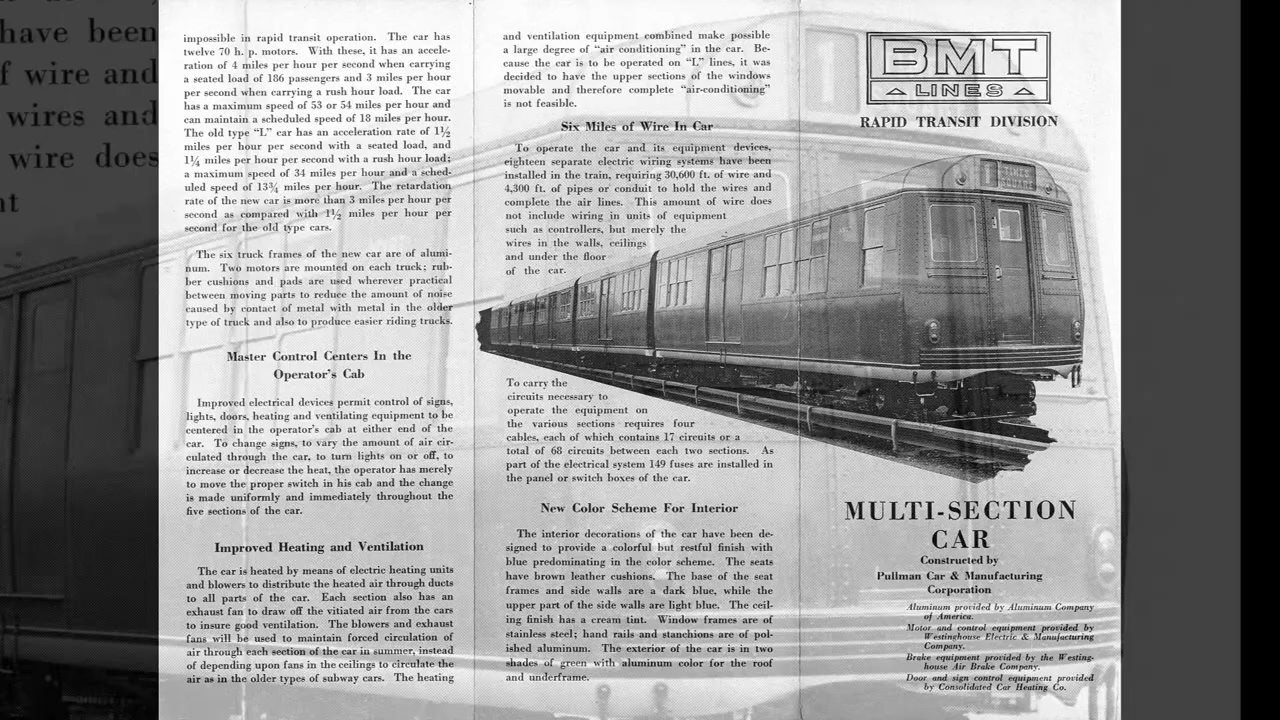 have been
f wire and
wires and
wire does
nt
impossible in rapid transit operation. The car has
twelve 70 h. p. motors. With these, it has an accele-
ration of 4 miles per hour per second when carrying
a seated load of 186 passengers and 3 miles per hour
per second when carrying a rush hour load. The car
has a maximum speed of 53 or 54 miles per hour and
can maintain a scheduled speed of 18 miles per hour.
The old type "L" car has an acceleration rate of 1½
miles per hour per second with a seated load, and
1¼ miles per hour per second with a rush hour load;
a maximum speed of 34 miles per hour and a sched-
uled speed of 13¾ miles per hour. The retardation
rate of the new car is more than 3 miles per hour per
second as compared with 1½ miles per hour per
second for the old type cars.
The six truck frames of the new car are of alumi-
num. Two motors are mounted on each truck; rub-
ber cushions and pads are used wherever practical
between moving parts to reduce the amount of noise
caused by contact of metal with metal in the older
type of truck and also to produce easier riding trucks.
Master Control Centers In the
Operator's Cab
Improved electrical devices permit control of signs,
lights, doors, heating and ventilating equipment to be
centered in the operator's cab at either end of the
car. To change signs, to vary the amount of air cir-
culated through the car, to turn lights on or off, to
increase or decrease the heat, the operator has merely
to move the proper switch in his cab and the change
is made uniformly and immediately throughout the
five sections of the car.
Improved Heating and Ventilation
The car is heated by means of electric heating units
and blowers to distribute the heated air through ducts
to all parts of the car. Each section also has an
exhaust fan to draw off the vitiated air from the cars
to insure good ventilation. The blowers and exhaust
fans will be used to maintain forced circulation of
air through each section of the car in summer, instead
of depending upon fans in the ceilings to circulate the
air as in the older types of subway cars. The heating
and ventilation equipment combined make possible
a large degree of "air conditioning" in the car. Be-
cause the car is to be operated on "L" lines, it was
decided to have the upper sections of the windows
movable and therefore complete "air-conditioning"
is not feasible.
Six Miles of Wire In Car
To operate the car and its equipment devices,
eighteen separate electric wiring systems have been
installed in the train, requiring 30,600 ft. of wire and
4,300 ft. of pipes or conduit to hold the wires and
complete the air lines. This amount of wire does
not include wiring in units of equipment
such as controllers, but merely the
wires in the walls, ceilings
and under the floor
of the car.
To carry the
circuits necessary to
operate the equipment on
the various sections requires four
cables, each of which contains 17 circuits or a
total of 68 circuits between each two sections. As
part of the electrical system 149 fuses are installed in
the panel or switch boxes of the car.
New Color Scheme For Interior
The interior decorations of the car have been de-
signed to provide a colorful but restful finish with
blue predominating in the color scheme. The seats
have brown leather cushions. The base of the seat
frames and side walls are a dark blue, while the
upper part of the side walls are light blue. The ceil-
ing finish has a cream tint. Window frames are of
stainless steel; hand rails and stanchions are of pol-
ished aluminum. The exterior of the car is in two
shades of green with aluminum color for the roof
and underframe.
BMT
LINES
RAPID TRANSIT DIVISION
1 TIMES
SQUARE
MULTI-SECTION
CAR
Constructed by
Pullman Car & Manufacturing
Corporation
Aluminum provided by Aluminum Company
of America.
Motor and control equipment provided by
Westinghouse Electric & Manufacturing
Company.
Brake equipment provided by the Westing-
house Air Brake Company.
Door and sign control equipment provided
by Consolidated Car Heating Co.